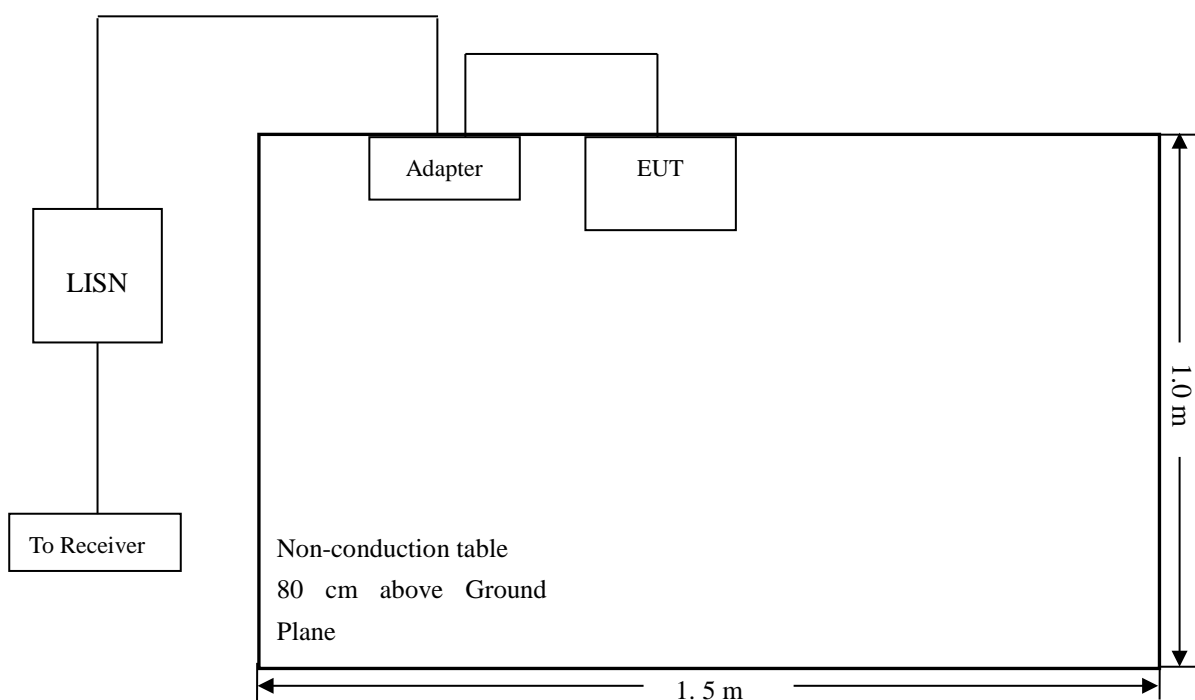 Adapter
EUT
LISN
1.0 m
To Receiver
Non-conduction table
80 cm above Ground
Plane
1. 5 m